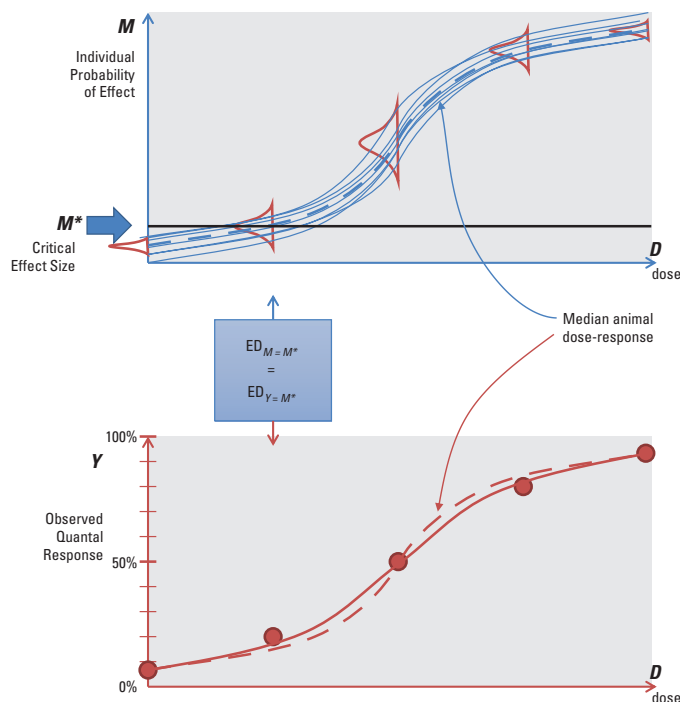 M
Individual
Probability
of Effect
M*
Critical
Effect Size
D
dose
ED M = M*
=
ED Y = M*
Median animal
dose-response
100%
Y
Observed
Quantal
Response
50%
0%
D
dose